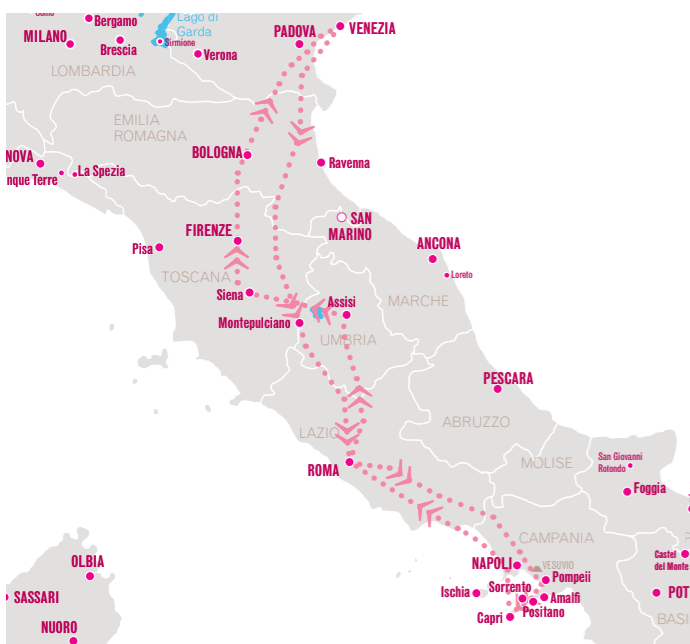 Como
Bergamo
Lago di
Garda
VENEZIA
MILANO
PADOVA
Brescia
Sirmione
Verona
LOMBARDIA
EMILIA
ROMAGNA
BOLOGNA
Ravenna
NOVA
La Spezia
nque Terre
FIRENZE
SAN
MARINO
Pisa
ANCONA
Loreto
TOSCANA
Siena
Assisi
MARCHE
Montepulciano
UMBRIA
PESCARA
ABRUZZO
LAZIO
MOLISE
San Giovanni
Rotondo
ROMA
Foggia
CAMPANIA
NAPOLI
VESUVIO
Pompeii
Castel
del Monte
OLBIA
Ischia
Sorrento
Amalfi
Positano
Capri
SASSARI
NUORO
POT
BASI